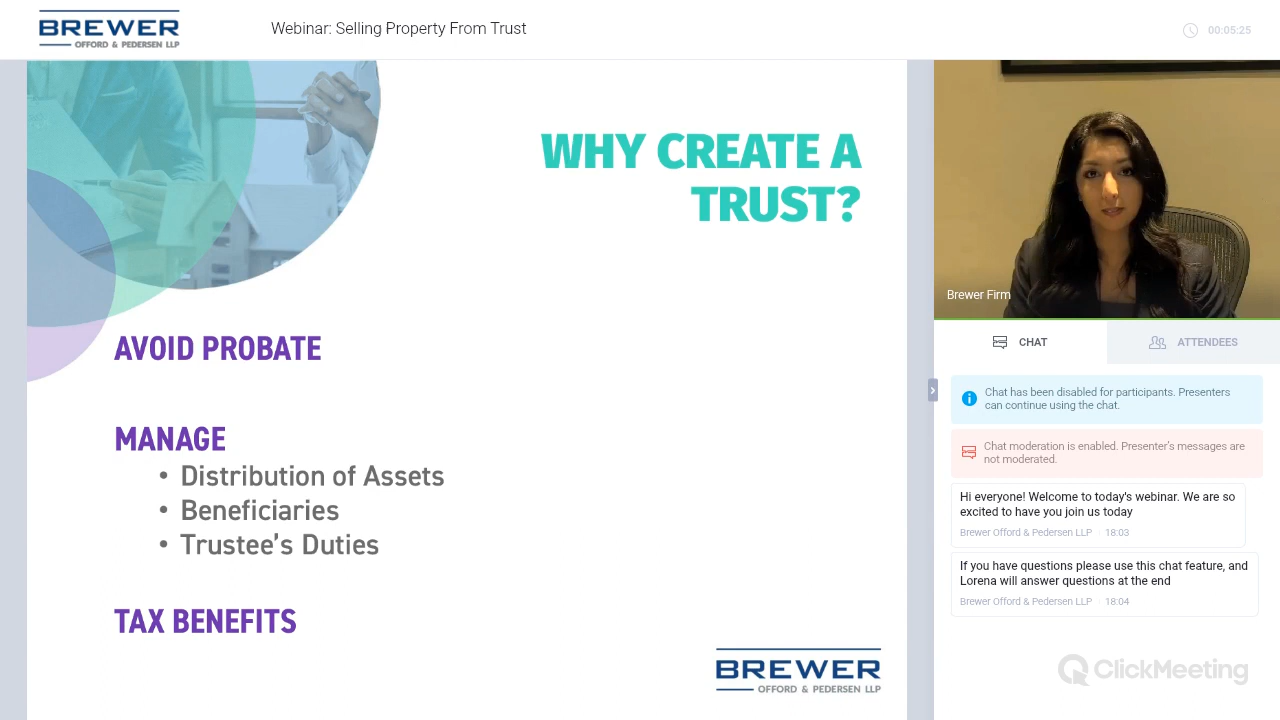 BREWER
OFFORD & PEDERSEN LLP
Webinar: Selling Property From Trust
00:05:25
WHY CREATE A
TRUST?
AVOID PROBATE
MANAGE
• Distribution of Assets
• Beneficiaries
• Trustee's Duties
TAX BENEFITS
BREWER
OFFORD & PEDERSEN LLP
Brewer Firm
CHAT
ATTENDEES
Chat has been disabled for participants. Presenters
can continue using the chat.
Chat moderation is enabled. Presenter's messages are
not moderated.
Hi everyone! Welcome to today's webinar. We are so
excited to have you join us today
Brewer Offord & Pedersen LLP 18:03
If you have questions please use this chat feature, and
Lorena will answer questions at the end
Brewer Offord & Pedersen LLP 18:04
ClickMeeting